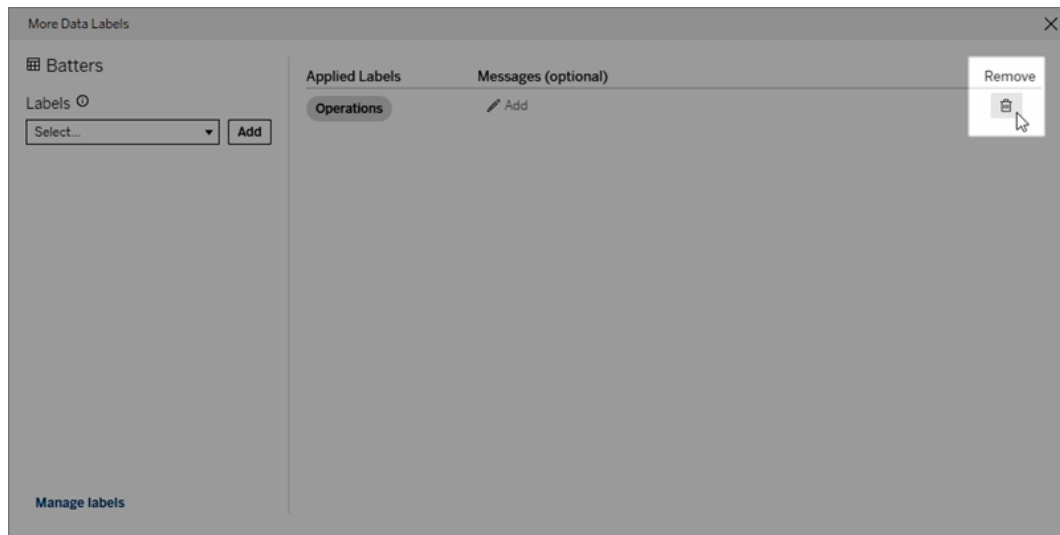 More Data Labels
Batters
Labels
Select...
Add
Applied Labels
Messages (optional)
Remove
Operations
Add
Manage labels